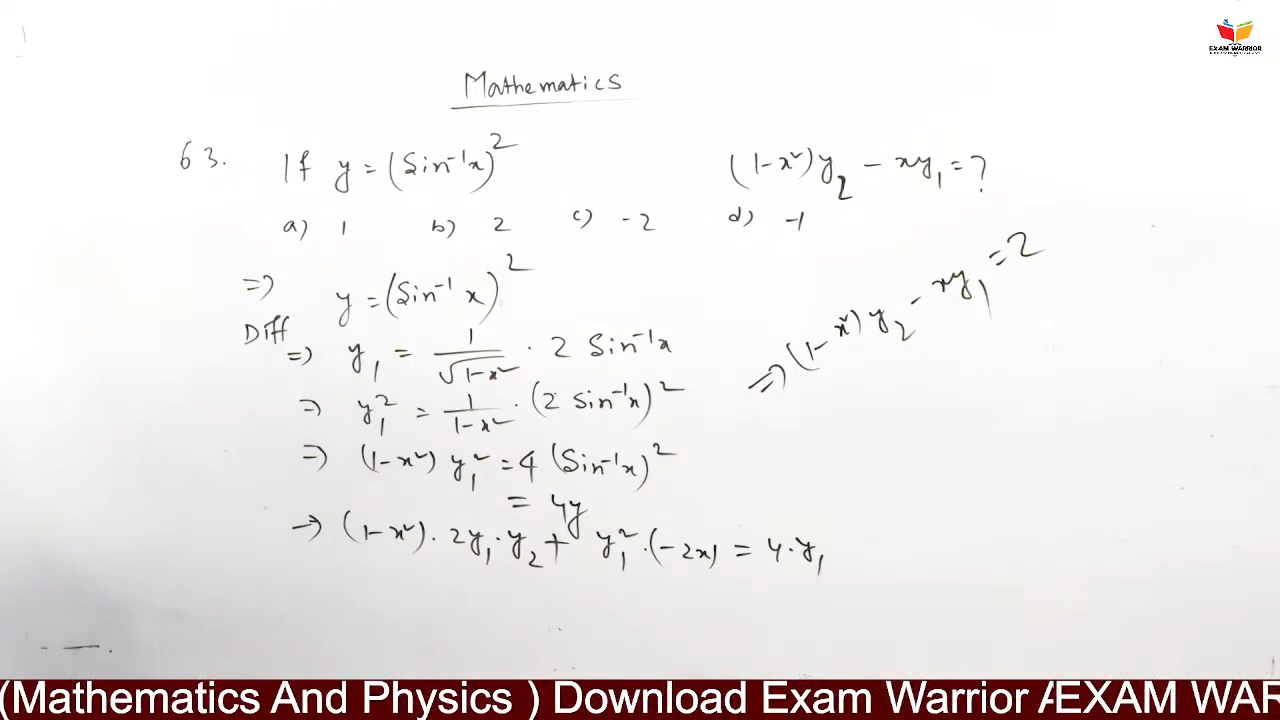 EXAM WARRIOR
Mathematics
63. If y = (Sin⁻¹x)² (1-x²)y₂ - xy₁ = ?
a) 1 b) 2 c) -2 d) -1
=> y = (Sin⁻¹ x)²
Diff
=> y₁ = 1/√1-x² · 2 Sin⁻¹x
=> y₁² = 1/1-x² · (2 Sin⁻¹x)²
=> (1-x²) y₁² = 4 (Sin⁻¹x)²
= 4y
→ (1-x²) · 2y₁ · y₂ + y₁² · (-2x) = 4 · y₁
=> (1-x²) y₂ - xy₁ = 2
(Mathematics And Physics ) Download Exam Warrior A EXAM WAR